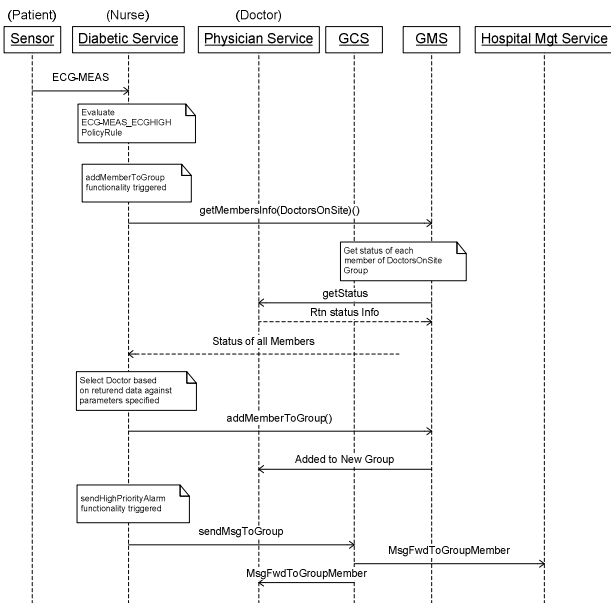 (Patient) (Nurse) (Doctor)
Sensor Diabetic Service Physician Service GCS GMS Hospital Mgt Service
ECG-MEAS
Evaluate
ECG-MEAS_ECGHIGH
PolicyRule
addMemberToGroup
functionality triggered
getMembersInfo(DoctorsOnSite)()
Get status of each
member of DoctorsOnSite
Group
getStatus
Rtn status Info
Status of all Members
Select Doctor based
on returend data against
parameters specified
addMemberToGroup()
Added to New Group
sendHighPriorityAlarm
functionality triggered
sendMsgToGroup
MsgFwdToGroupMember
MsgFwdToGroupMember